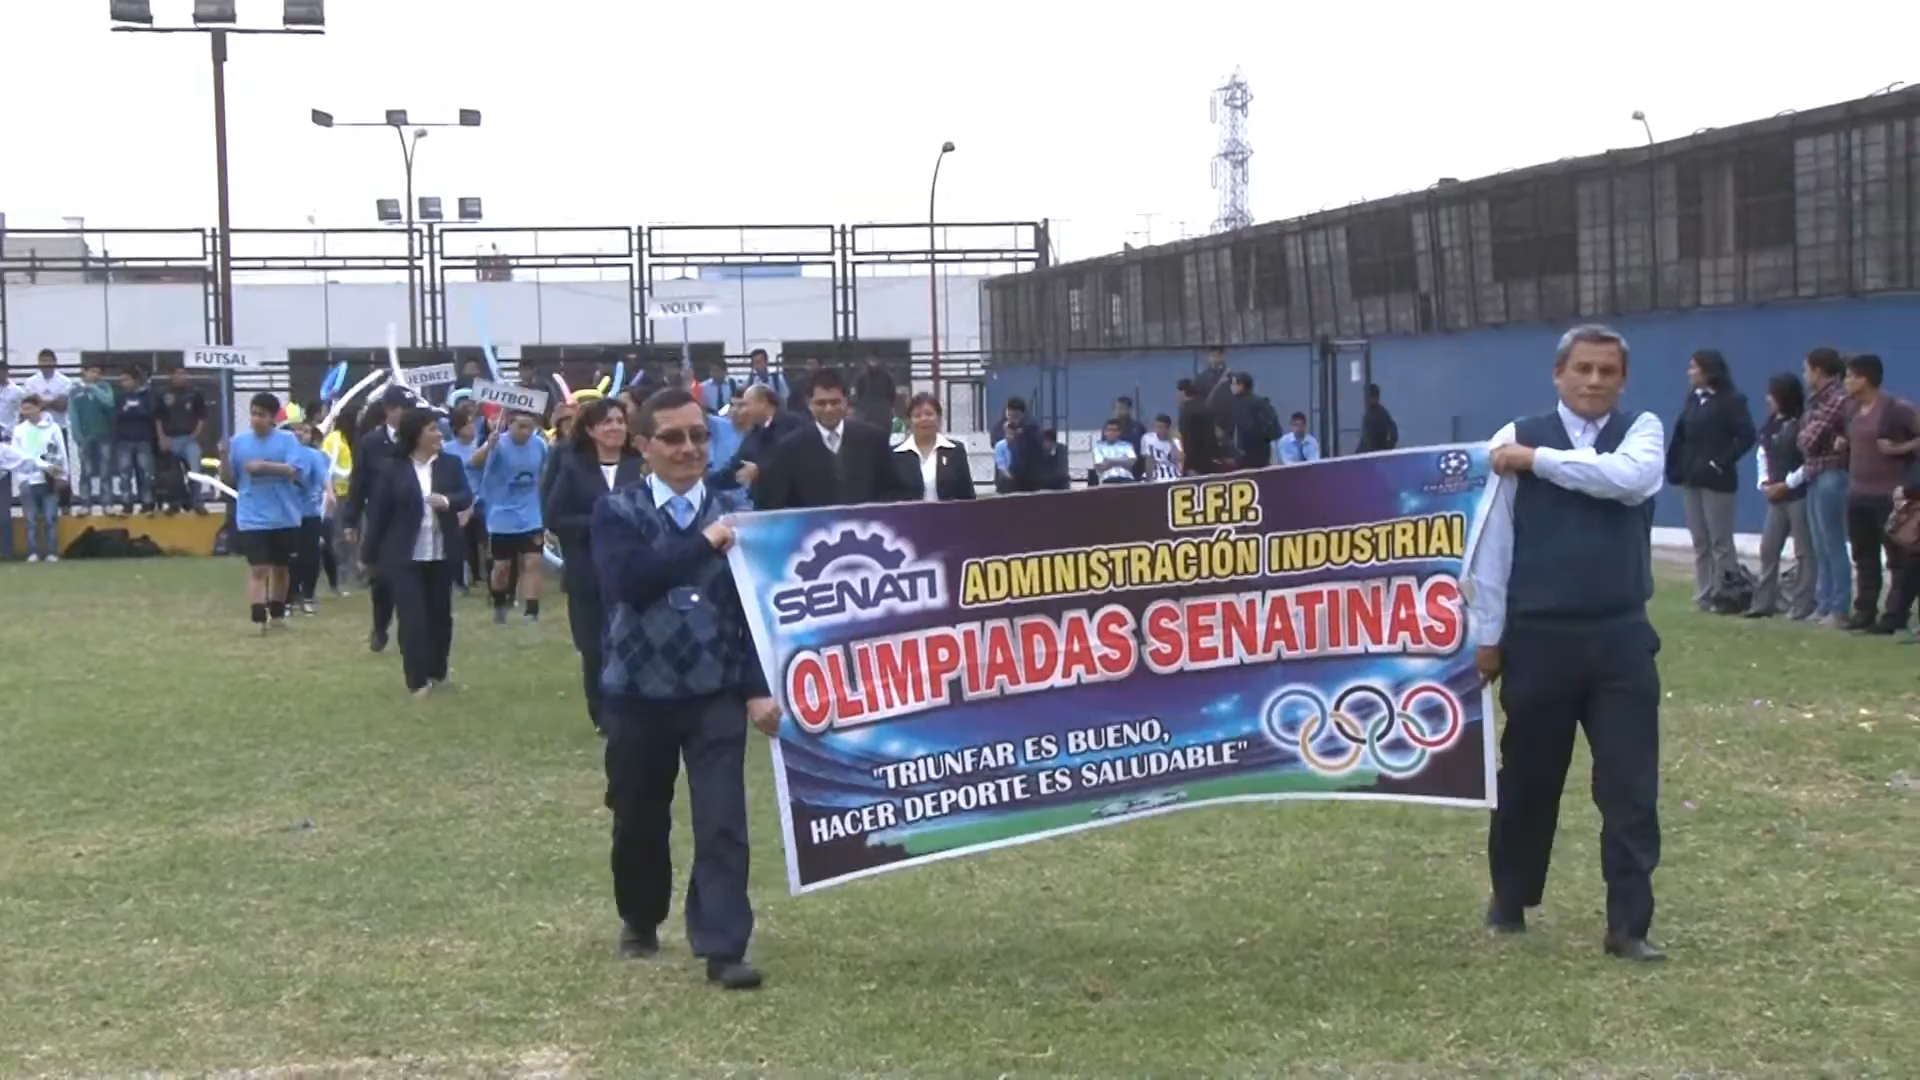 VOLEY
FUTSAL
AJEDREZ
FUTBOL
E.F.P.
SENATI
ADMINISTRACIÓN INDUSTRIAL
OLIMPIADAS SENATINAS
"TRIUNFAR ES BUENO,
HACER DEPORTE ES SALUDABLE"